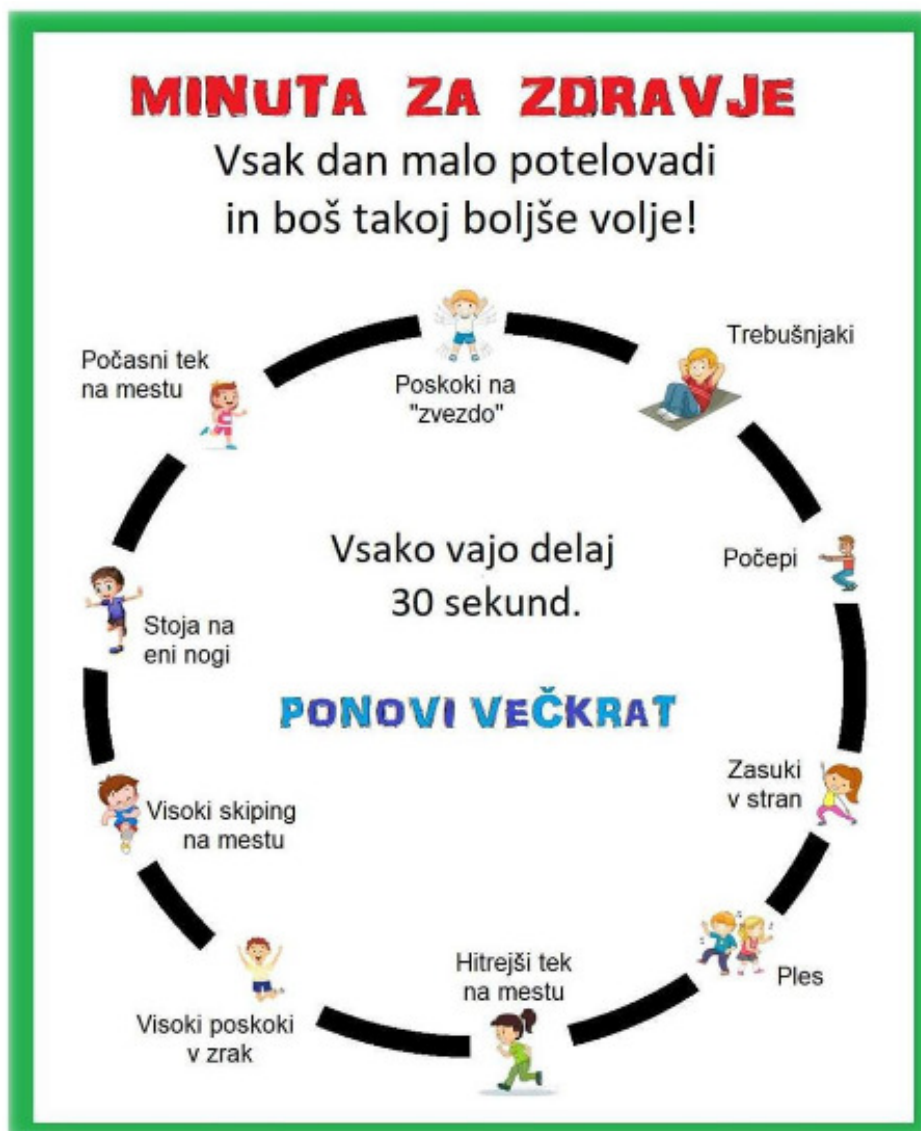 MINUTA ZA ZDRAVJE
Vsak dan malo potelovadi
in boš takoj boljše volje!
Poskoki na
"zvezdo"
Trebušnjaki
Počepi
Zasuki
v stran
Ples
Hitrejši tek
na mestu
Visoki poskoki
v zrak
Visoki skiping
na mestu
Stoja na
eni nogi
Počasni tek
na mestu
Vsako vajo delaj
30 sekund.
PONOVI VEČKRAT